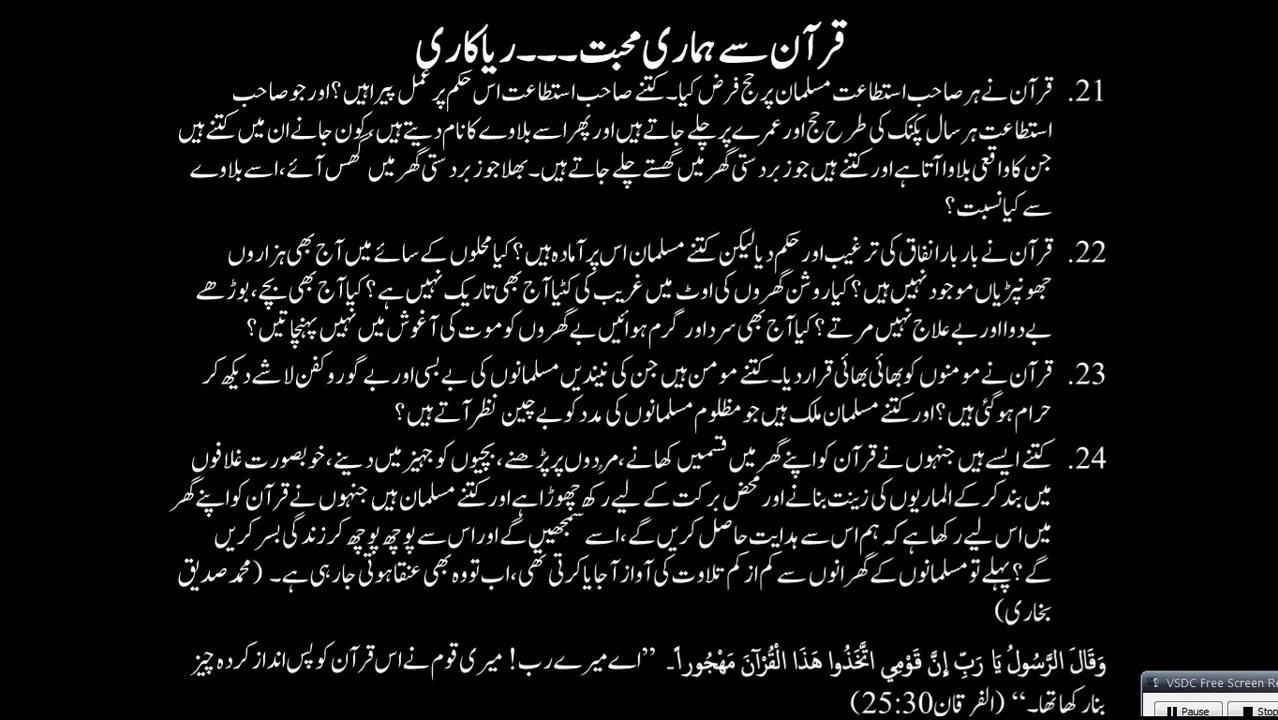 قرآن سے ہماری محبت۔۔۔ریاکاری
21. قرآن نے ہر صاحب استطاعت مسلمان پر حج فرض کیا۔ کتنے صاحب استطاعت اس حکم پر عمل پیرا ہیں؟ اور جو صاحب
استطاعت ہر سال پکنک کی طرح حج اور عمرے پر چلے جاتے ہیں اور پھر اسے بلاوے کا نام دیتے ہیں، کون جانے ان میں کتنے ہیں
جن کا واقعی بلاوا آتا ہے اور کتنے ہیں جو زبردستی گھر میں گھستے چلے جاتے ہیں۔ بھلا جو زبردستی گھر میں گھس آئے، اسے بلاوے
سے کیا نسبت؟
22. قرآن نے بار بار انفاق کی ترغیب اور حکم دیا لیکن کتنے مسلمان اس پر آمادہ ہیں؟ کیا محلوں کے سائے میں آج بھی ہزاروں
جھونپڑیاں موجود نہیں ہیں؟ کیا روشن گھروں کی اوٹ میں غریب کی کٹیا آج بھی تاریک نہیں ہے؟ کیا آج بھی بچے، بوڑھے
بے دوا اور بے علاج نہیں مرتے؟ کیا آج بھی سرد اور گرم ہوائیں بے گھروں کو موت کی آغوش میں نہیں پہنچاتیں؟
23. قرآن نے مومنوں کو بھائی بھائی قرار دیا۔ کتنے مومن ہیں جن کی نیندیں مسلمانوں کی بے بسی اور بے گور و کفن لاشے دیکھ کر
حرام ہو گئی ہیں؟ اور کتنے مسلمان ملک ہیں جو مظلوم مسلمانوں کی مدد کو بے چین نظر آتے ہیں؟
24. کتنے ایسے ہیں جنہوں نے قرآن کو اپنے گھر میں قسمیں کھانے، مردوں پر پڑھنے، بچیوں کو جہیز میں دینے، خوبصورت غلافوں
میں بند کر کے الماریوں کی زینت بنانے اور محض برکت کے لیے رکھ چھوڑا ہے اور کتنے مسلمان ہیں جنہوں نے قرآن کو اپنے گھر
میں اس لیے رکھا ہے کہ ہم اس سے ہدایت حاصل کریں گے، اسے سمجھیں گے اور اس سے پوچھ پوچھ کر زندگی بسر کریں
گے؟ پہلے تو مسلمانوں کے گھرانوں سے کم از کم تلاوت کی آواز آ جایا کرتی تھی، اب تو وہ بھی عنقا ہوتی جا رہی ہے۔ (محمد صدیق
بخاری)
وَقَالَ الرَّسُولُ يَا رَبِّ إِنَّ قَوْمِي اتَّخَذُوا هَذَا الْقُرْآنَ مَهْجُوراً۔ ”اے میرے رب! میری قوم نے اس قرآن کو پس انداز کردہ چیز
بنا رکھا تھا۔“ (الفرقان25:30)
VSDC Free Screen Re
Pause
Stop